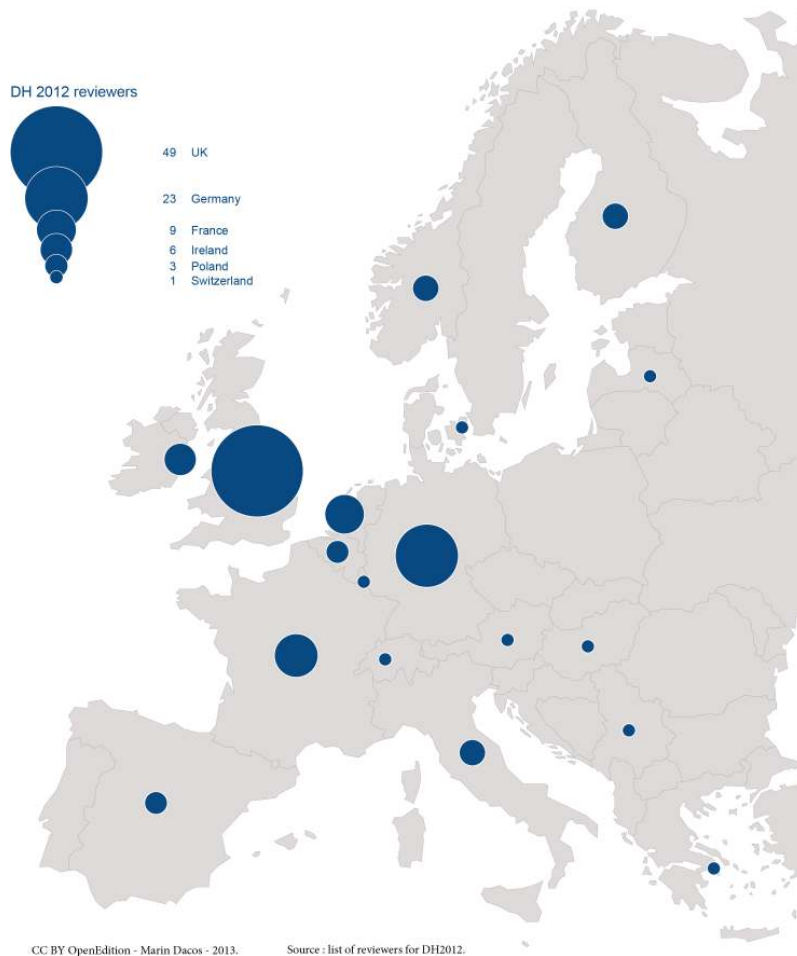 DH 2012 reviewers
49 UK
23 Germany
9 France
6 Ireland
3 Poland
1 Switzerland
CC BY OpenEdition - Marin Dacos - 2013. Source : list of reviewers for DH2012.